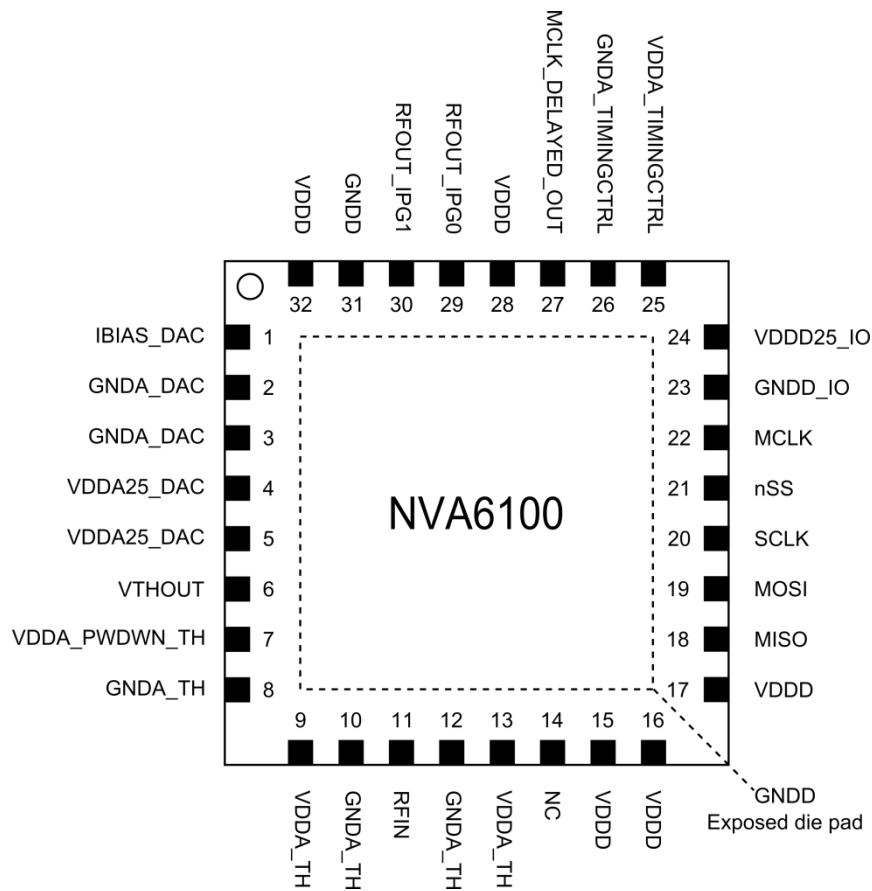 VDDD
GNDD
RFOUT_IPG1
RFOUT_IPG0
VDDD
MCLK_DELAYED_OUT
GNDA_TIMINGCTRL
VDDA_TIMINGCTRL
32 31 30 29 28 27 26 25
IBIAS_DAC 1
24 VDDD25_IO
GNDA_DAC 2
23 GNDD_IO
GNDA_DAC 3
22 MCLK
VDDA25_DAC 4
21 nSS
NVA6100
VDDA25_DAC 5
20 SCLK
VTHOUT 6
19 MOSI
VDDA_PWDWN_TH 7
18 MISO
GNDA_TH 8
17 VDDD
9 10 11 12 13 14 15 16
VDDA_TH
GNDA_TH
RFIN
GNDA_TH
VDDA_TH
NC
VDDD
VDDD
GNDD
Exposed die pad